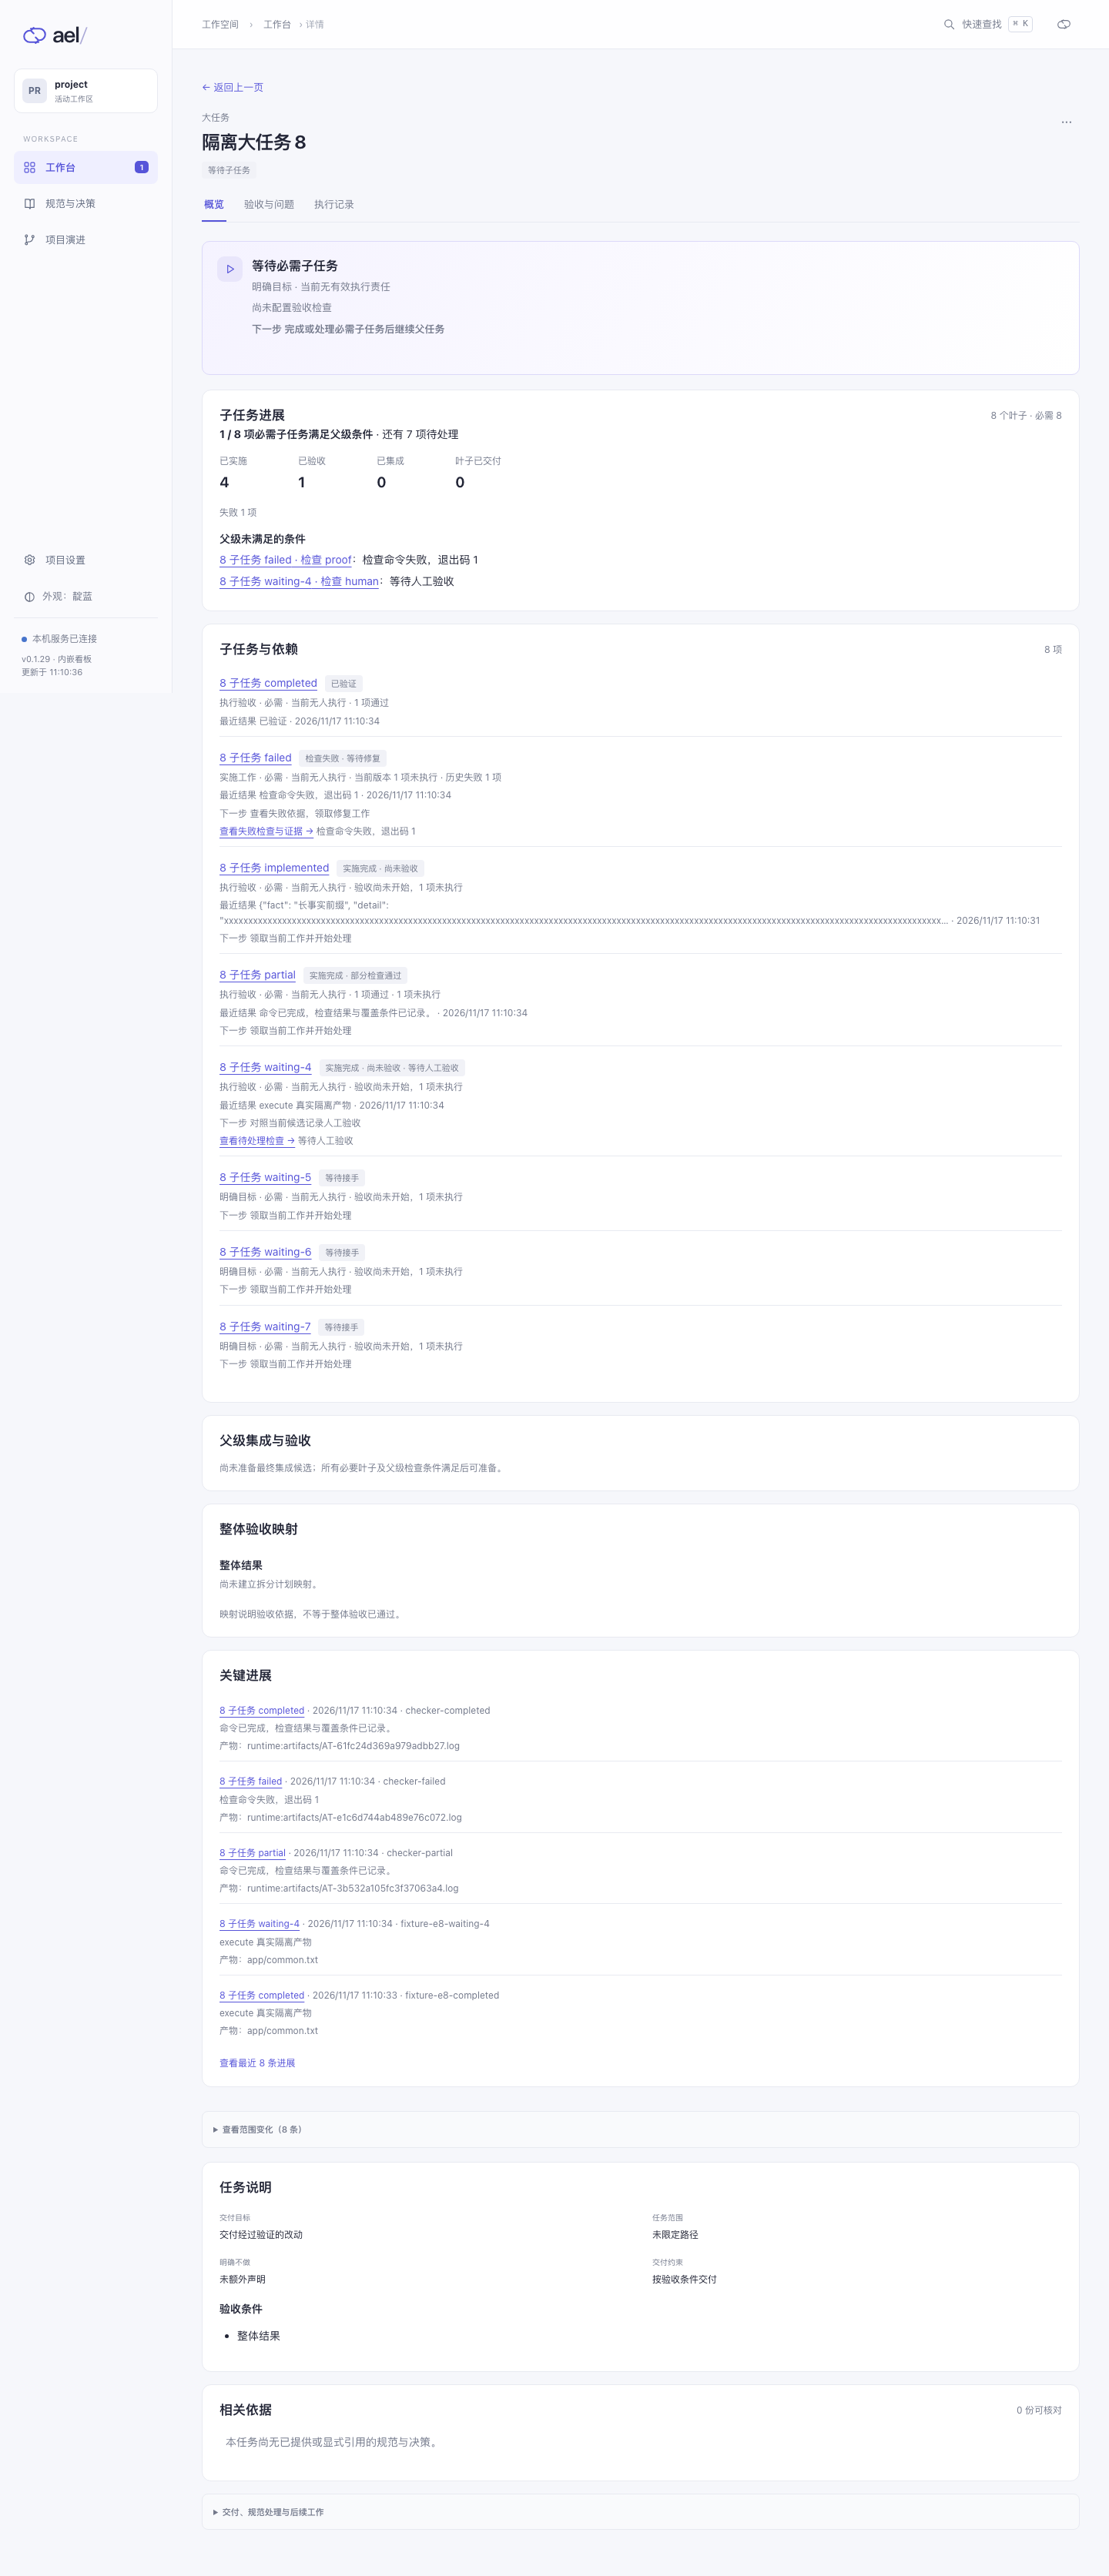 ael/
PR
project
活动工作区
WORKSPACE
工作台
1
规范与决策
项目演进
项目设置
外观：靛蓝
本机服务已连接
v0.1.29 · 内嵌看板
更新于 11:10:36
工作空间 › 工作台 › 详情
快速查找 ⌘ K
← 返回上一页
大任务
隔离大任务 8
...
等待子任务
概览
验收与问题
执行记录
等待必需子任务
明确目标 · 当前无有效执行责任
尚未配置验收检查
下一步 完成或处理必需子任务后继续父任务
子任务进展
8 个叶子 · 必需 8
1 / 8 项必需子任务满足父级条件 · 还有 7 项待处理
已实施
已验收
已集成
叶子已交付
4
1
0
0
失败 1 项
父级未满足的条件
8 子任务 failed · 检查 proof：检查命令失败，退出码 1
8 子任务 waiting-4 · 检查 human：等待人工验收
子任务与依赖
8 项
8 子任务 completed 已验证
执行验收 · 必需 · 当前无人执行 · 1 项通过
最近结果 已验证 · 2026/11/17 11:10:34
8 子任务 failed 检查失败 · 等待修复
实施工作 · 必需 · 当前无人执行 · 当前版本 1 项未执行 · 历史失败 1 项
最近结果 检查命令失败，退出码 1 · 2026/11/17 11:10:34
下一步 查看失败依据，领取修复工作
查看失败检查与证据 → 检查命令失败，退出码 1
8 子任务 implemented 实施完成 · 尚未验收
执行验收 · 必需 · 当前无人执行 · 验收尚未开始，1 项未执行
最近结果 {"fact": "长事实前缀", "detail":
"xxxxxxxxxxxxxxxxxxxxxxxxxxxxxxxxxxxxxxxxxxxxxxxxxxxxxxxxxxxxxxxxxxxxxxxxxxxxxxxxxxxxxxxxxxxxxxxxxxxxxxxxxxxxxxxxxxxxxxxxxxxxxxxxxxxxxxxxxxxxxxxxxxx… · 2026/11/17 11:10:31
下一步 领取当前工作并开始处理
8 子任务 partial 实施完成 · 部分检查通过
执行验收 · 必需 · 当前无人执行 · 1 项通过 · 1 项未执行
最近结果 命令已完成，检查结果与覆盖条件已记录。 · 2026/11/17 11:10:34
下一步 领取当前工作并开始处理
8 子任务 waiting-4 实施完成 · 尚未验收 · 等待人工验收
执行验收 · 必需 · 当前无人执行 · 验收尚未开始，1 项未执行
最近结果 execute 真实隔离产物 · 2026/11/17 11:10:34
下一步 对照当前候选记录人工验收
查看待处理检查 → 等待人工验收
8 子任务 waiting-5 等待接手
明确目标 · 必需 · 当前无人执行 · 验收尚未开始，1 项未执行
下一步 领取当前工作并开始处理
8 子任务 waiting-6 等待接手
明确目标 · 必需 · 当前无人执行 · 验收尚未开始，1 项未执行
下一步 领取当前工作并开始处理
8 子任务 waiting-7 等待接手
明确目标 · 必需 · 当前无人执行 · 验收尚未开始，1 项未执行
下一步 领取当前工作并开始处理
父级集成与验收
尚未准备最终集成候选；所有必要叶子及父级检查条件满足后可准备。
整体验收映射
整体结果
尚未建立拆分计划映射。
映射说明验收依据，不等于整体验收已通过。
关键进展
8 子任务 completed · 2026/11/17 11:10:34 · checker-completed
命令已完成，检查结果与覆盖条件已记录。
产物：runtime:artifacts/AT-61fc24d369a979adbb27.log
8 子任务 failed · 2026/11/17 11:10:34 · checker-failed
检查命令失败，退出码 1
产物：runtime:artifacts/AT-e1c6d744ab489e76c072.log
8 子任务 partial · 2026/11/17 11:10:34 · checker-partial
命令已完成，检查结果与覆盖条件已记录。
产物：runtime:artifacts/AT-3b532a105fc3f37063a4.log
8 子任务 waiting-4 · 2026/11/17 11:10:34 · fixture-e8-waiting-4
execute 真实隔离产物
产物：app/common.txt
8 子任务 completed · 2026/11/17 11:10:33 · fixture-e8-completed
execute 真实隔离产物
产物：app/common.txt
查看最近 8 条进展
▶ 查看范围变化（8 条）
任务说明
交付目标
任务范围
交付经过验证的改动
未限定路径
明确不做
交付约束
未额外声明
按验收条件交付
验收条件
• 整体结果
相关依据
0 份可核对
本任务尚无已提供或显式引用的规范与决策。
▶ 交付、规范处理与后续工作